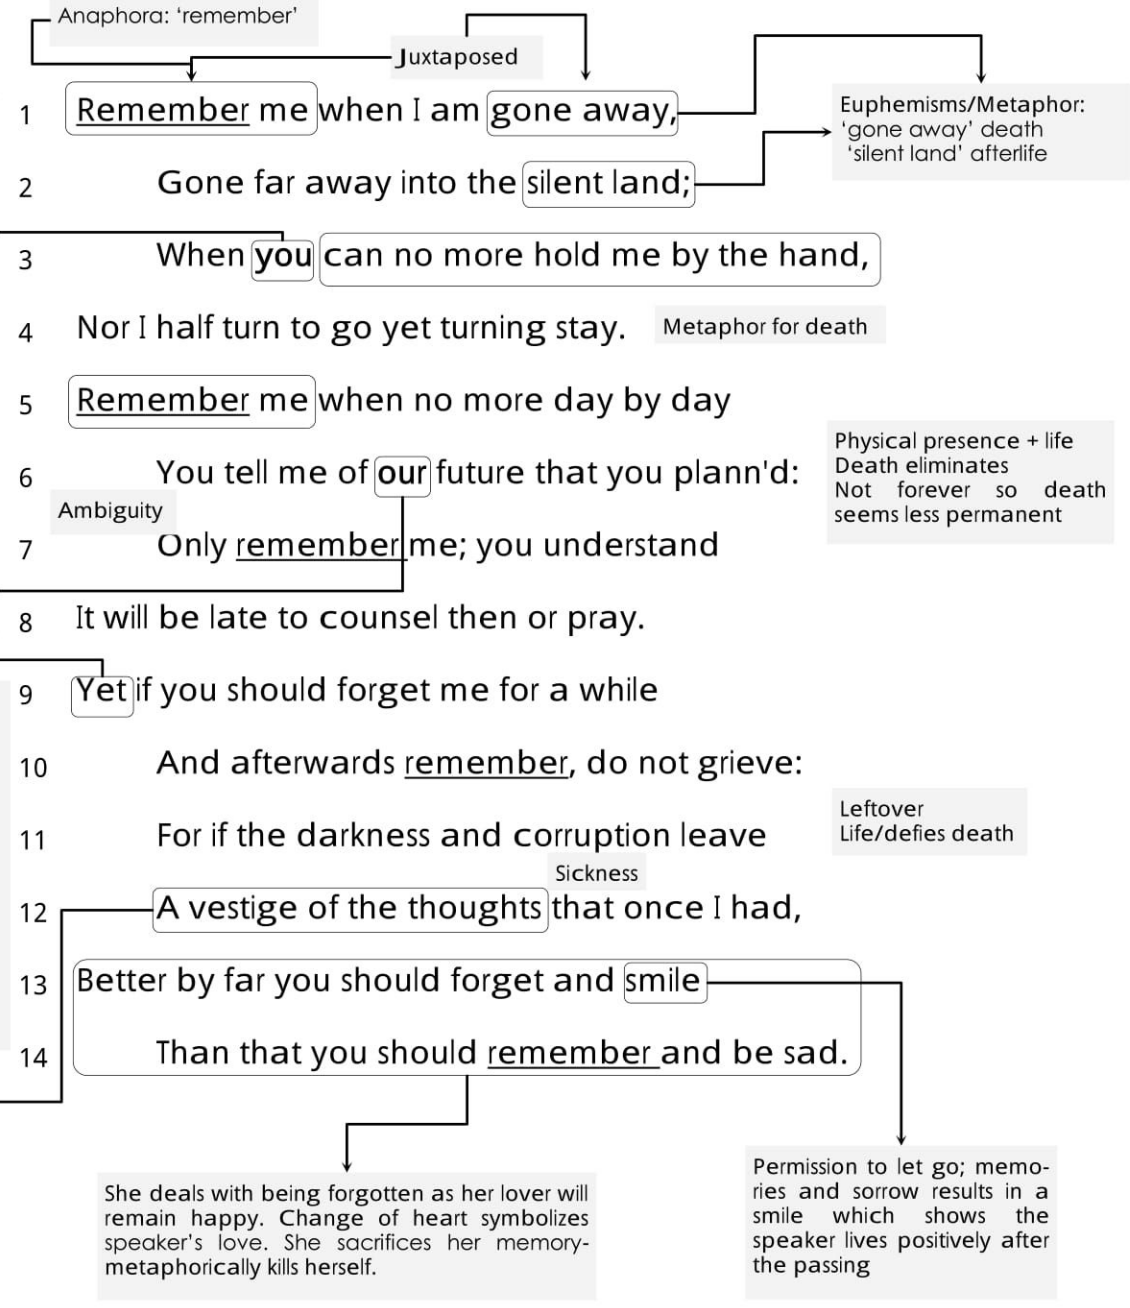 Anaphora: ‘remember’
Juxtaposed
1 Remember me when I am gone away,
Euphemisms/Metaphor:
‘gone away’ death
‘silent land’ afterlife
2 Gone far away into the silent land;
3 When you can no more hold me by the hand,
4 Nor I half turn to go yet turning stay.
Metaphor for death
5 Remember me when no more day by day
6 You tell me of our future that you plann'd:
Physical presence + life
Death eliminates
Not forever so death
seems less permanent
Ambiguity
7 Only remember me; you understand
8 It will be late to counsel then or pray.
9 Yet if you should forget me for a while
10 And afterwards remember, do not grieve:
11 For if the darkness and corruption leave
Leftover
Life/defies death
Sickness
12 A vestige of the thoughts that once I had,
13 Better by far you should forget and smile
14 Than that you should remember and be sad.
She deals with being forgotten as her lover will
remain happy. Change of heart symbolizes
speaker's love. She sacrifices her memory-
metaphorically kills herself.
Permission to let go; memo-
ries and sorrow results in a
smile which shows the
speaker lives positively after
the passing